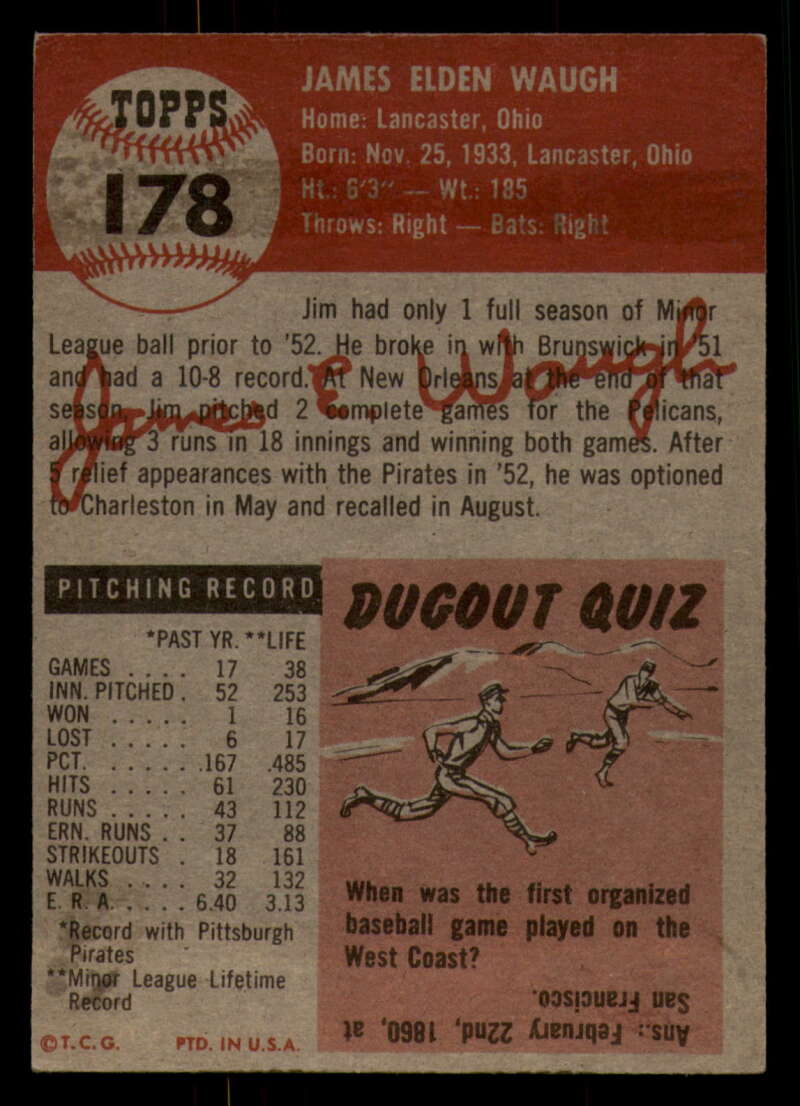 TOPPS
178
JAMES ELDEN WAUGH
Home: Lancaster, Ohio
Born: Nov. 25, 1933, Lancaster, Ohio
Ht.: 6'3" — Wt.: 185
Throws: Right — Bats: Right
Jim had only 1 full season of Minor
League ball prior to '52. He broke in with Brunswick in '51
and had a 10-8 record. At New Orleans at the end of that
season, Jim pitched 2 complete games for the Pelicans,
allowing 3 runs in 18 innings and winning both games. After
5 relief appearances with the Pirates in '52, he was optioned
to Charleston in May and recalled in August.
James E Waugh
PITCHING RECORD
*PAST YR. **LIFE
GAMES . . . . 17 38
INN. PITCHED . 52 253
WON . . . . . 1 16
LOST . . . . . 6 17
PCT. . . . . . .167 .485
HITS . . . . . 61 230
RUNS . . . . . 43 112
ERN. RUNS . . 37 88
STRIKEOUTS . 18 161
WALKS . . . . 32 132
E. R. A. . . . . 6.40 3.13
*Record with Pittsburgh
Pirates
**Minor League Lifetime
Record
©T.C.G. PTD. IN U.S.A.
DUGOUT QUIZ
When was the first organized
baseball game played on the
West Coast?
Ans.: February 22nd, 1860, at
San Francisco.